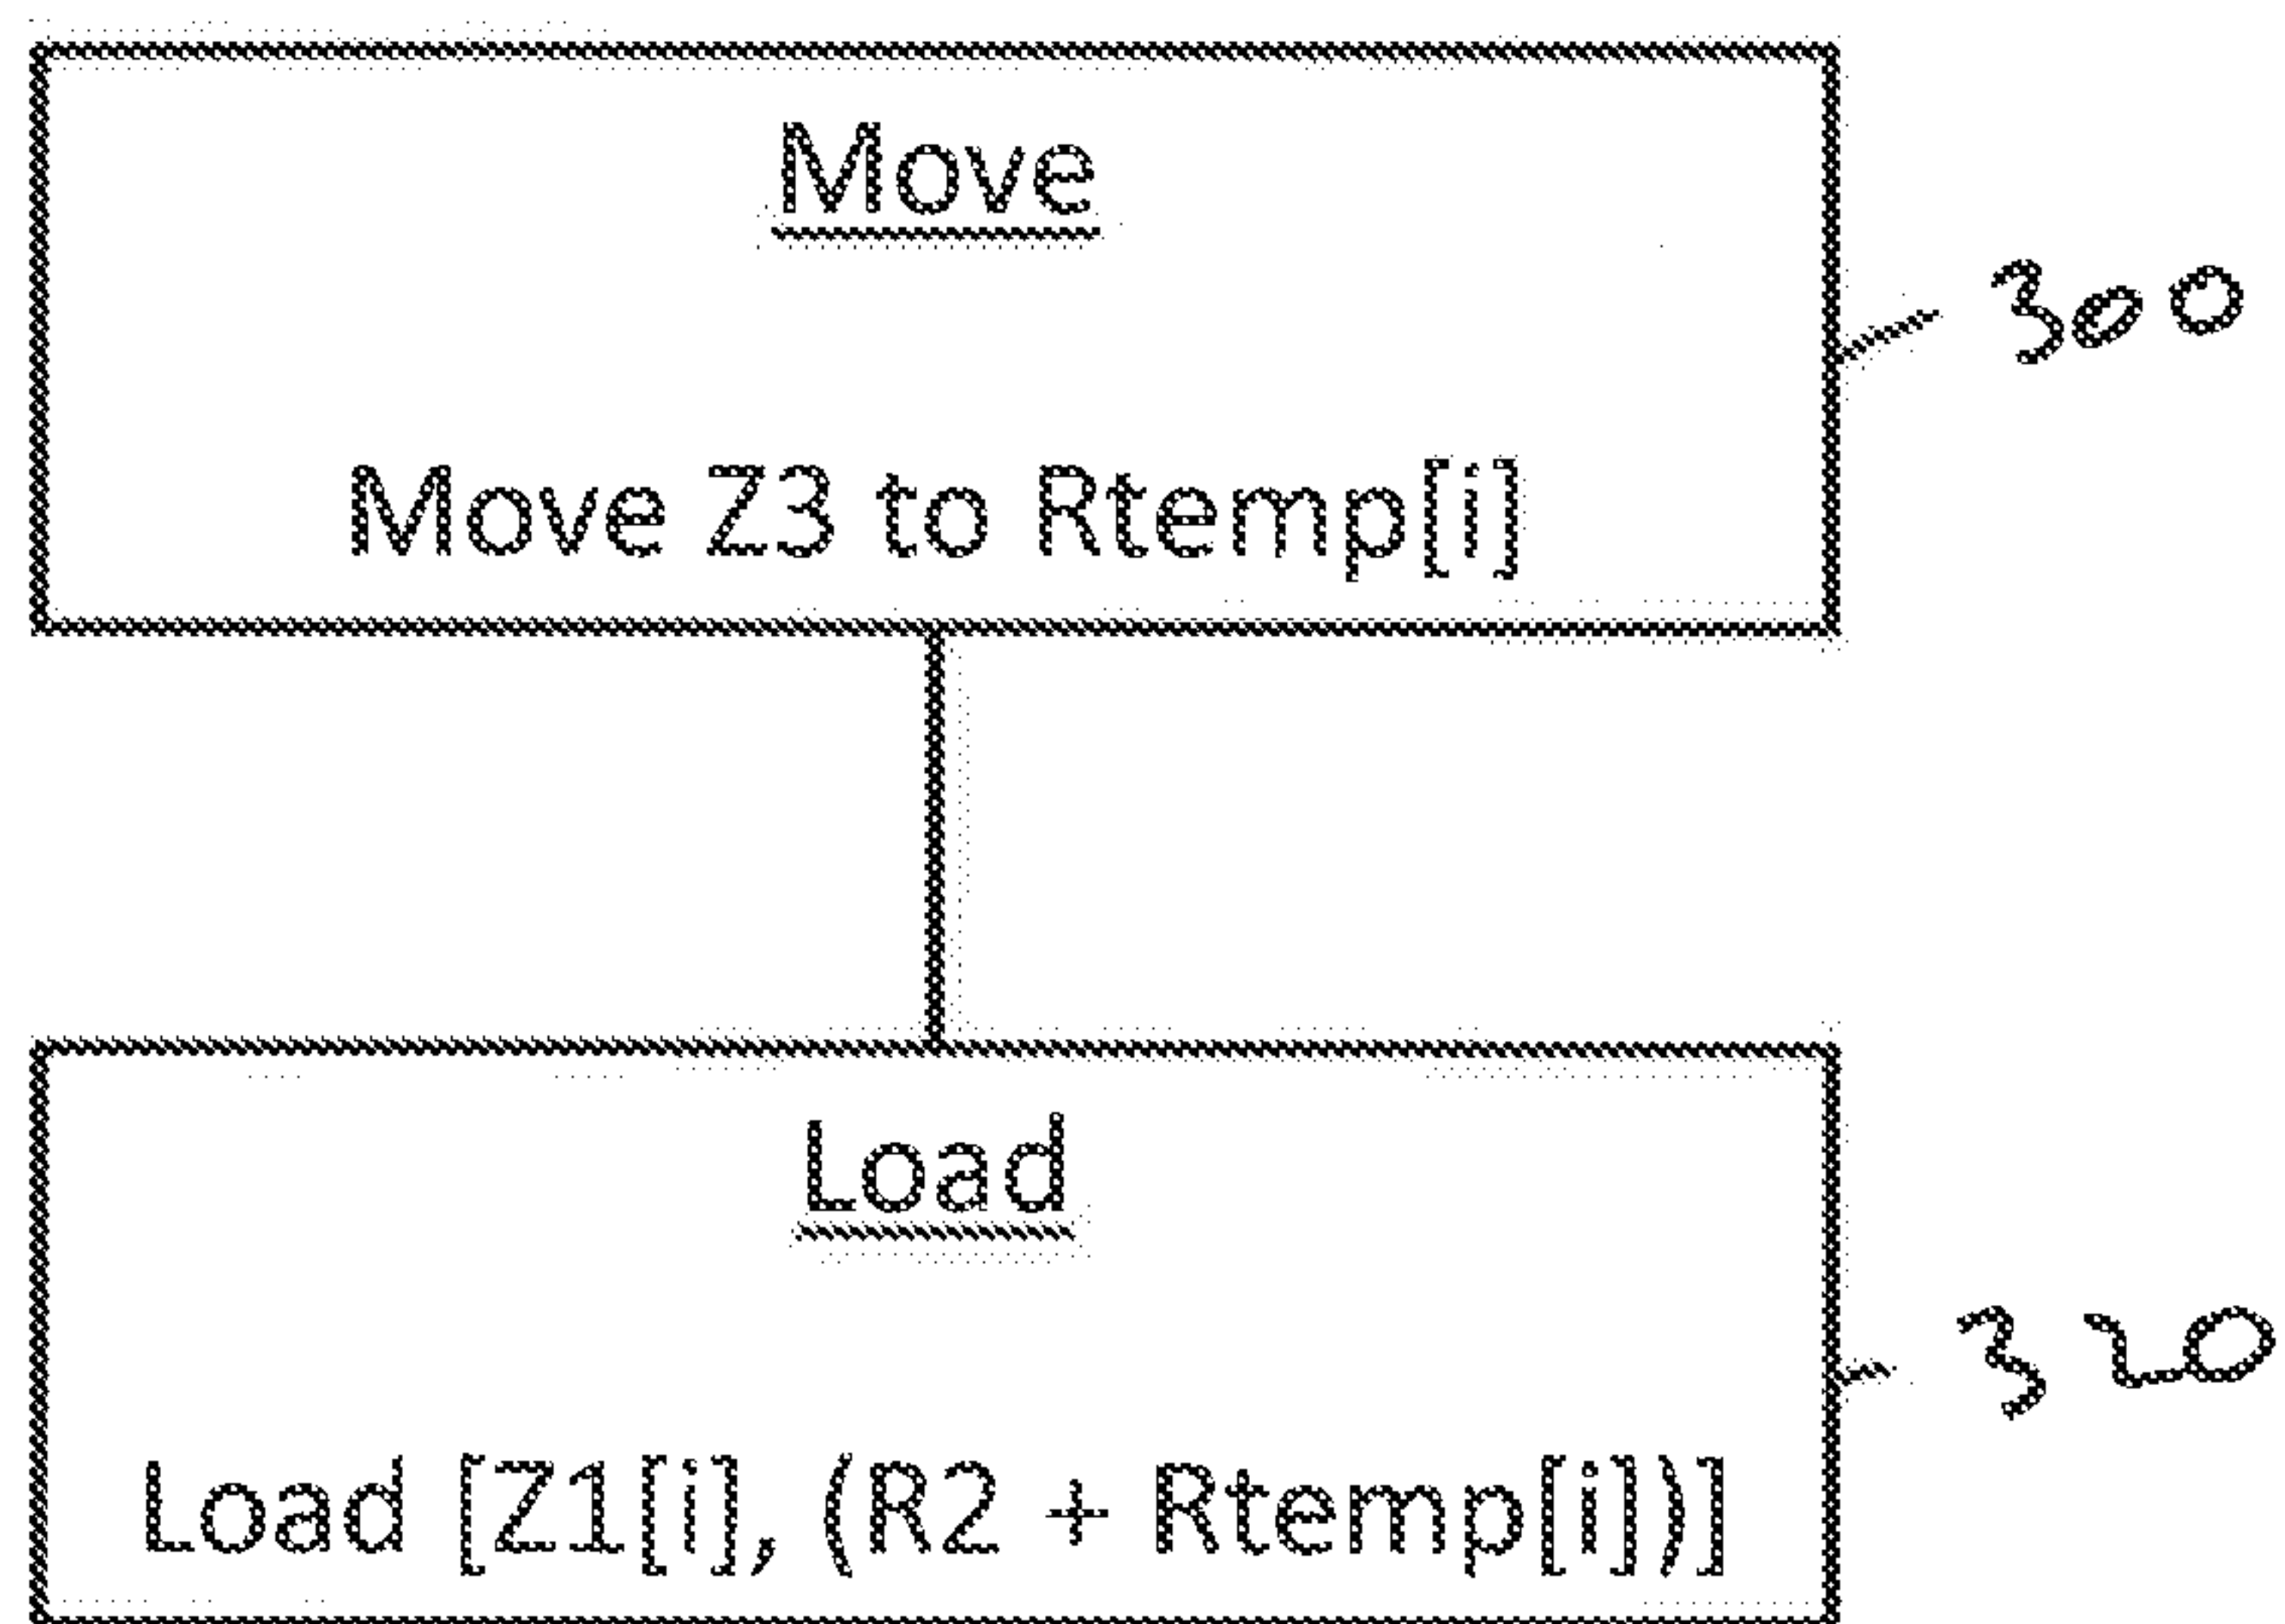 Move
300
Move Z3 to Rtemp[i]
Load
320
Load [Z1[i], (R2 + Rtemp[i])]